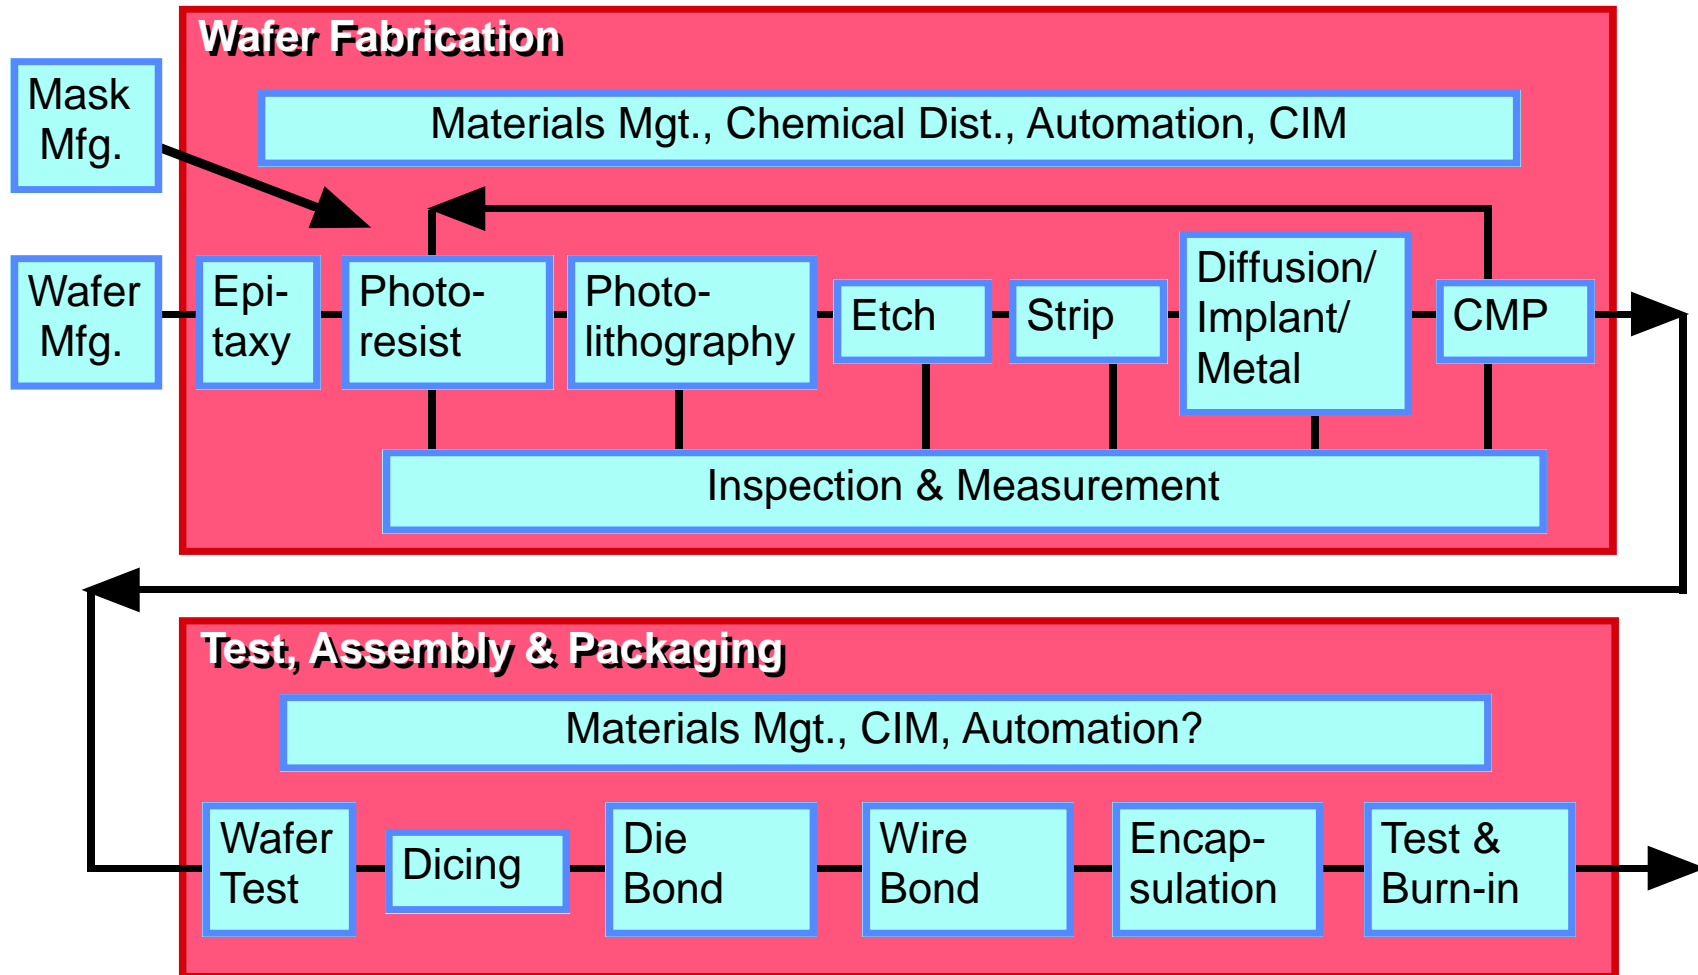 Wafer Fabrication
Mask
Mfg.
Materials Mgt., Chemical Dist., Automation, CIM
Wafer
Mfg.
Epi-
taxy
Photo-
resist
Photo-
lithography
Etch
Strip
Diffusion/
Implant/
Metal
CMP
Inspection & Measurement
Test, Assembly & Packaging
Materials Mgt., CIM, Automation?
Wafer
Test
Dicing
Die
Bond
Wire
Bond
Encap-
sulation
Test &
Burn-in